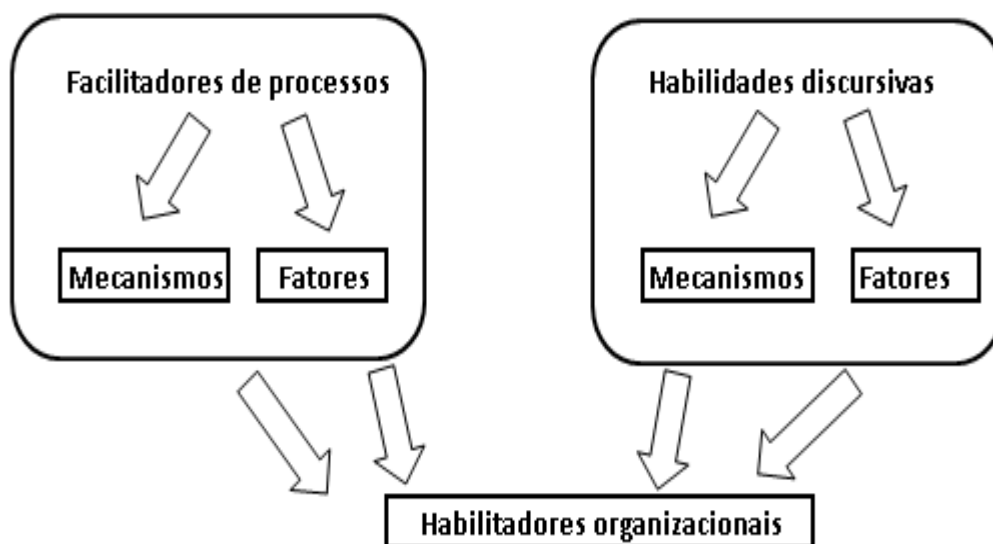 Facilitadores de processos
Habilidades discursivas
Mecanismos
Fatores
Mecanismos
Fatores
Habilitadores organizacionais